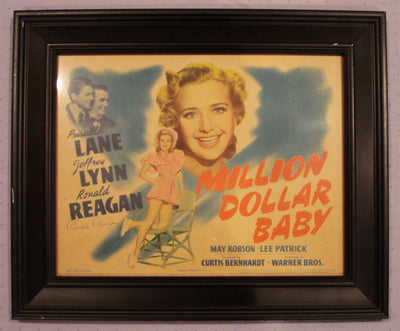 Priscilla
LANE
Jeffrey
LYNN
Ronald
REAGAN
MILLION
DOLLAR
BABY
MAY ROBSON · LEE PATRICK
CURTIS BERNHARDT · WARNER BROS.